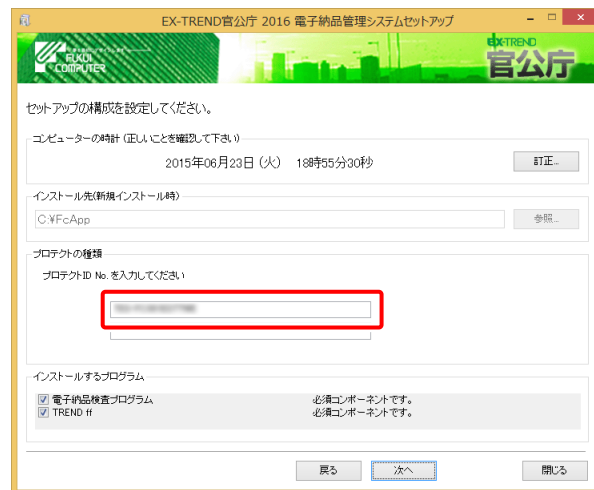 EX-TREND官公庁 2016 電子納品管理システムセットアップ
FUKUI
COMPUTER
EX-TREND
官公庁
セットアップの構成を設定してください。
コンピューターの時計 (正しいことを確認して下さい)
2015年06月23日 (火) 18時55分30秒
訂正...
インストール先(新規インストール時)
C:¥FcApp
参照...
プロテクトの種類
プロテクトID No. を入力してください
インストールするプログラム
電子納品検査プログラム 必須コンポーネントです。
TREND ff 必須コンポーネントです。
戻る 次へ 閉じる